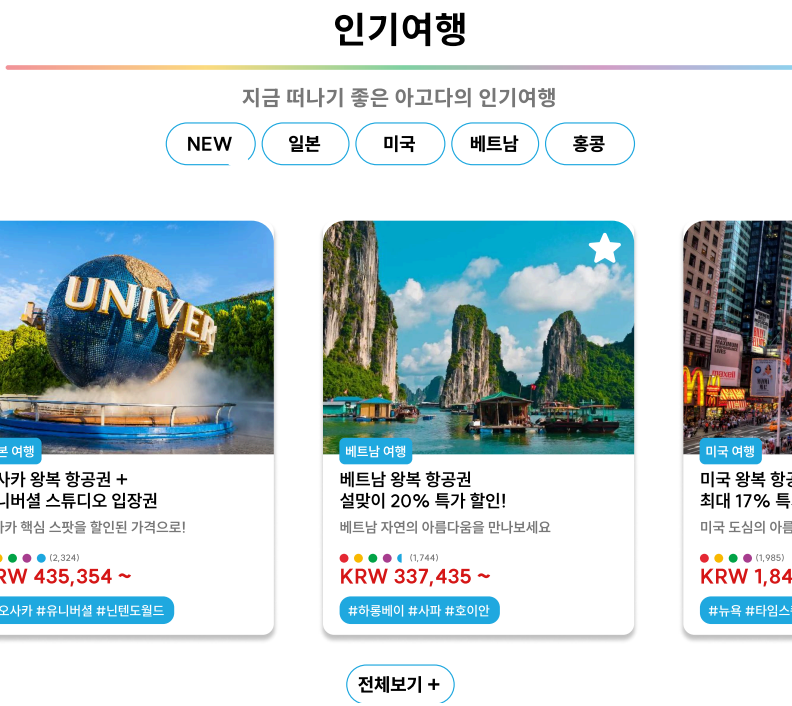 인기여행
지금 떠나기 좋은 아고다의 인기여행
NEW 일본 미국 베트남 홍콩
UNIVER
본 여행
사카 왕복 항공권 +
니버셜 스튜디오 입장권
핵심 스팟을 할인된 가격으로!
(2,324)
RW 435,354 ~
오사카 #유니버셜 #닌텐도월드
베트남 여행
베트남 왕복 항공권
설맞이 20% 특가 할인!
베트남 자연의 아름다움을 만나보세요
(1,744)
KRW 337,435 ~
#하롱베이 #사파 #호이안
maxell
미국 여행
미국 왕복 항공
최대 17% 특
미국 도심의 아름
(1,985)
KRW 1,84
#뉴욕 #타임스
전체보기 +